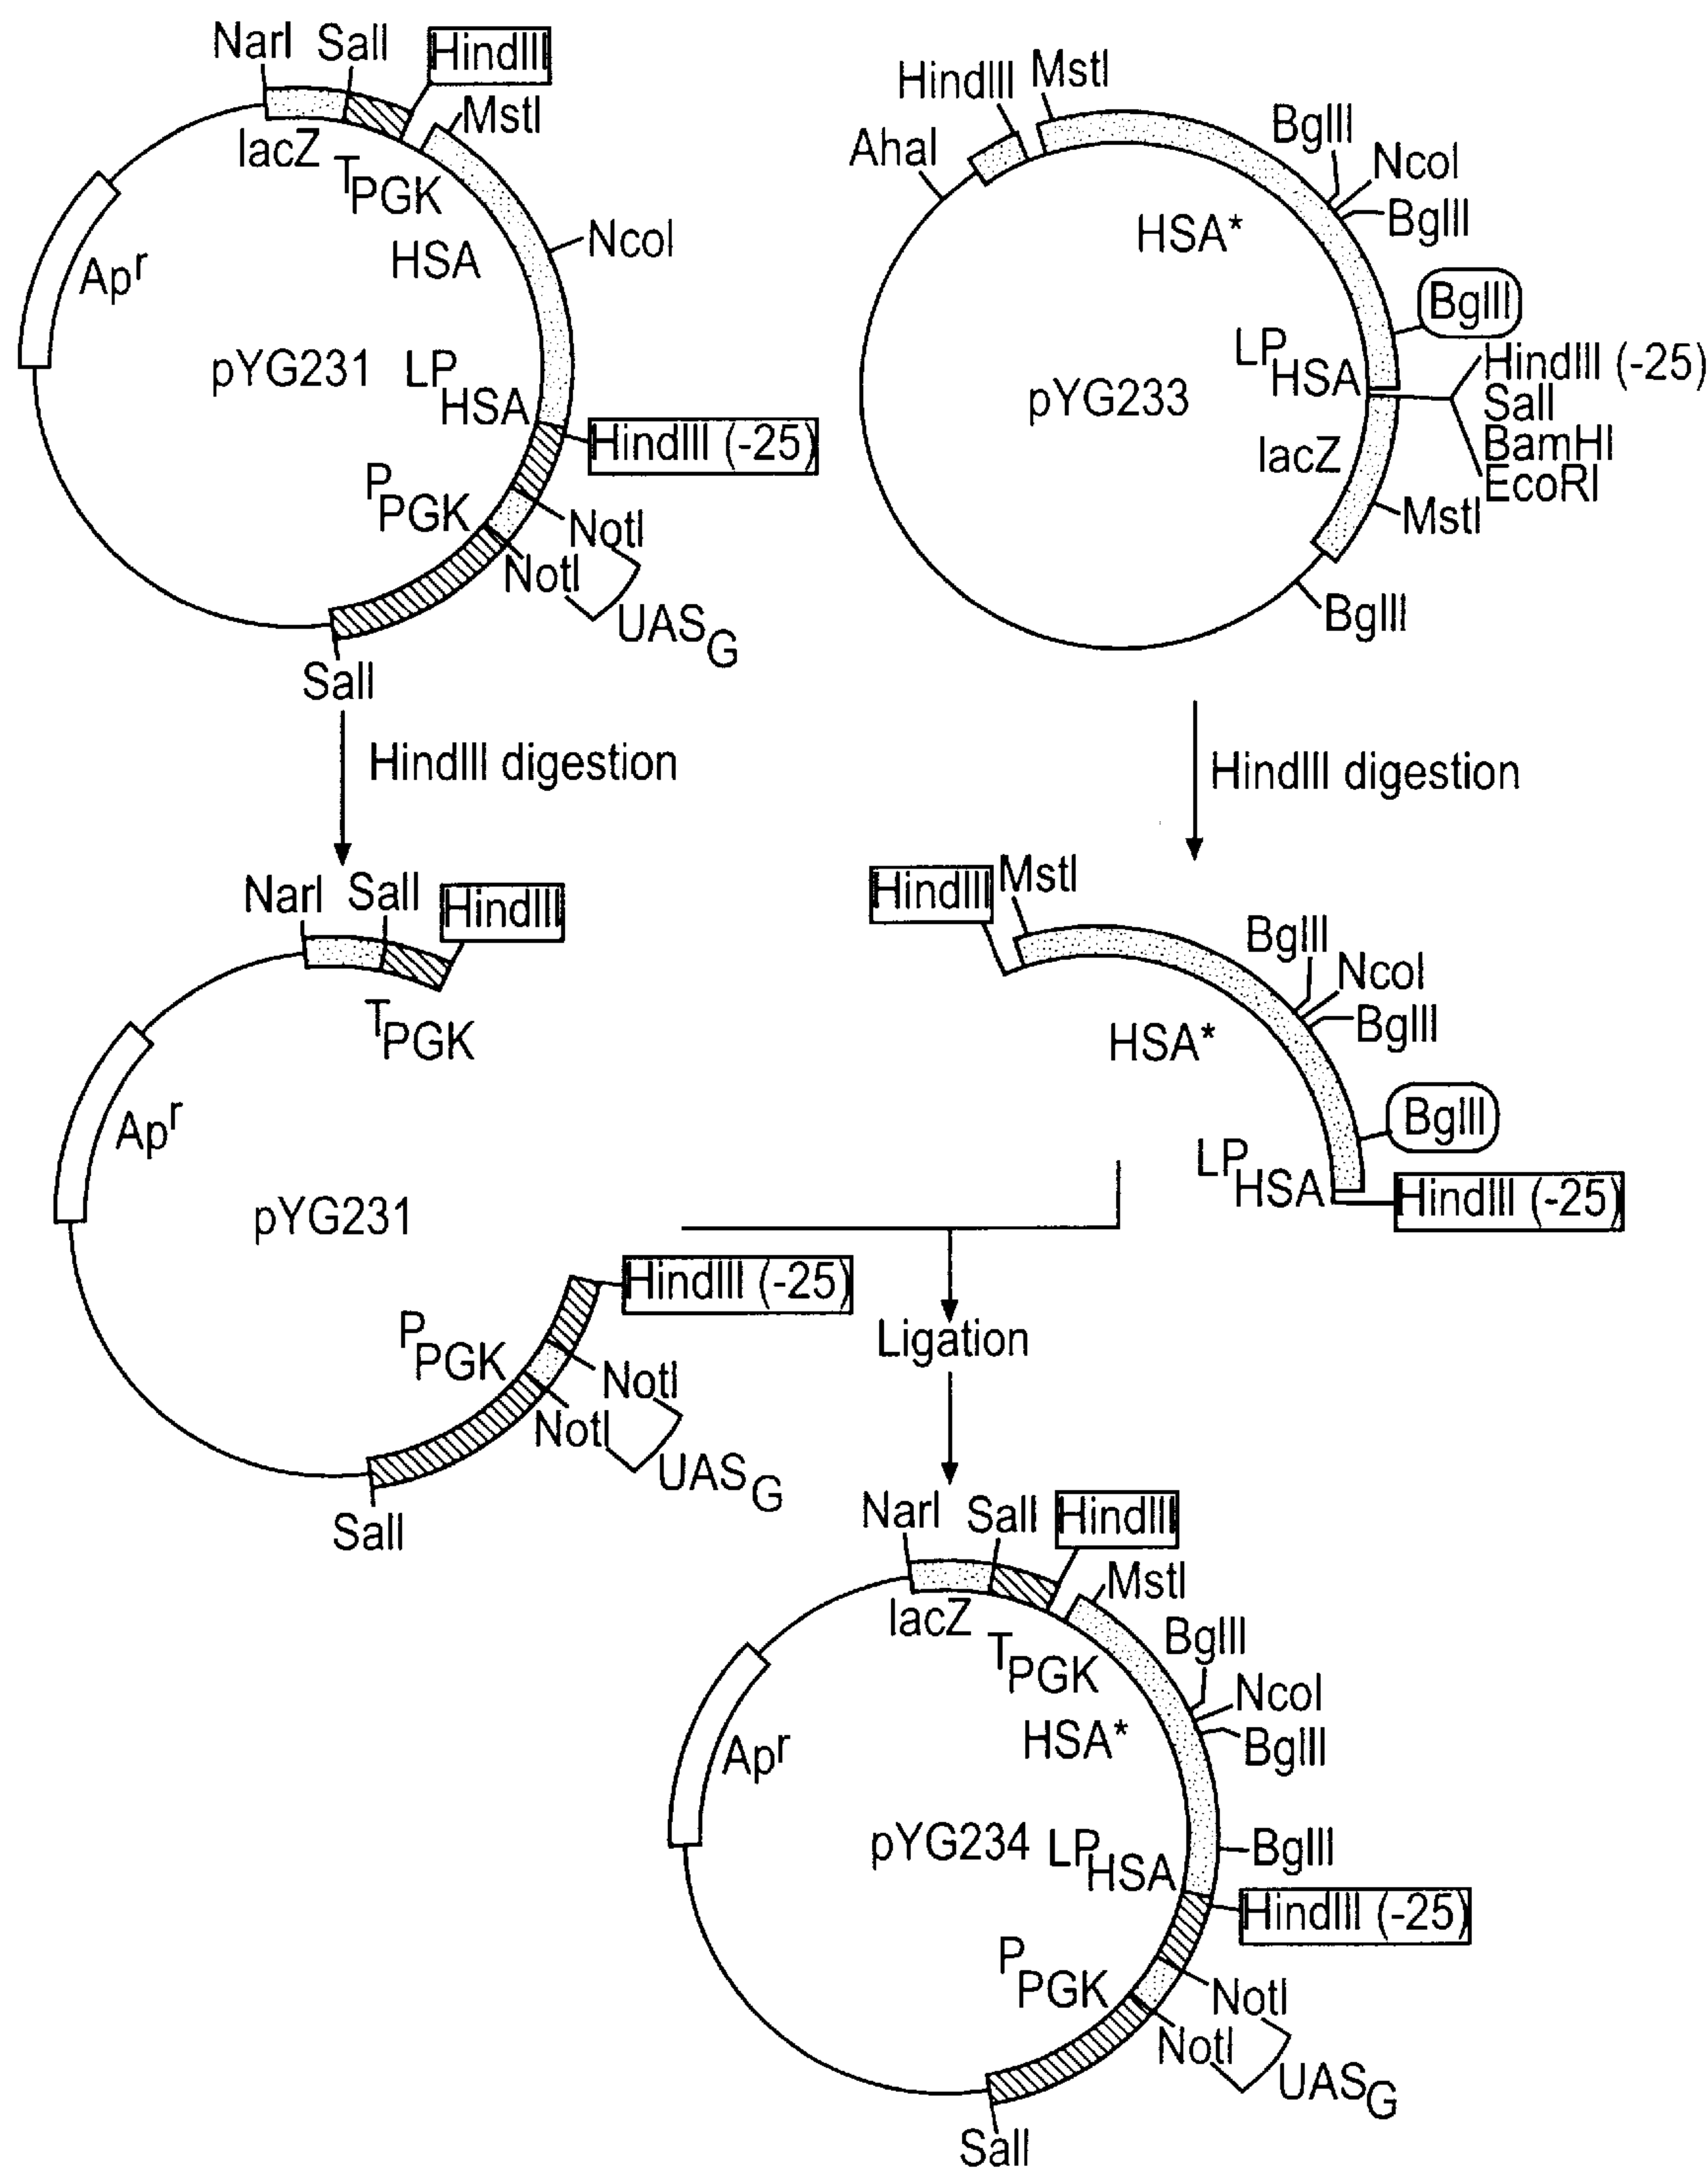 NarI SalI HindIII
MstI
lacZ
TPGK
NcoI
HSA
Apr
pYG231
LPHSA
HindIII (-25)
PPGK
NotI
NotI
UASG
SalI
HindIII MstI
AhaI
BglII
NcoI
BglII
HSA*
BglII
LPHSA
HindIII (-25)
SalI
BamHI
EcoRI
pYG233
lacZ
MstI
BglII
HindIII digestion
HindIII digestion
NarI SalI HindIII
TPGK
Apr
pYG231
HindIII (-25)
PPGK
NotI
NotI
UASG
SalI
HindIII MstI
BglII
NcoI
BglII
HSA*
BglII
LPHSA
HindIII (-25)
Ligation
NarI SalI HindIII
MstI
lacZ
TPGK
BglII
NcoI
BglII
HSA*
Apr
pYG234
LPHSA
BglII
HindIII (-25)
PPGK
NotI
NotI
UASG
SalI